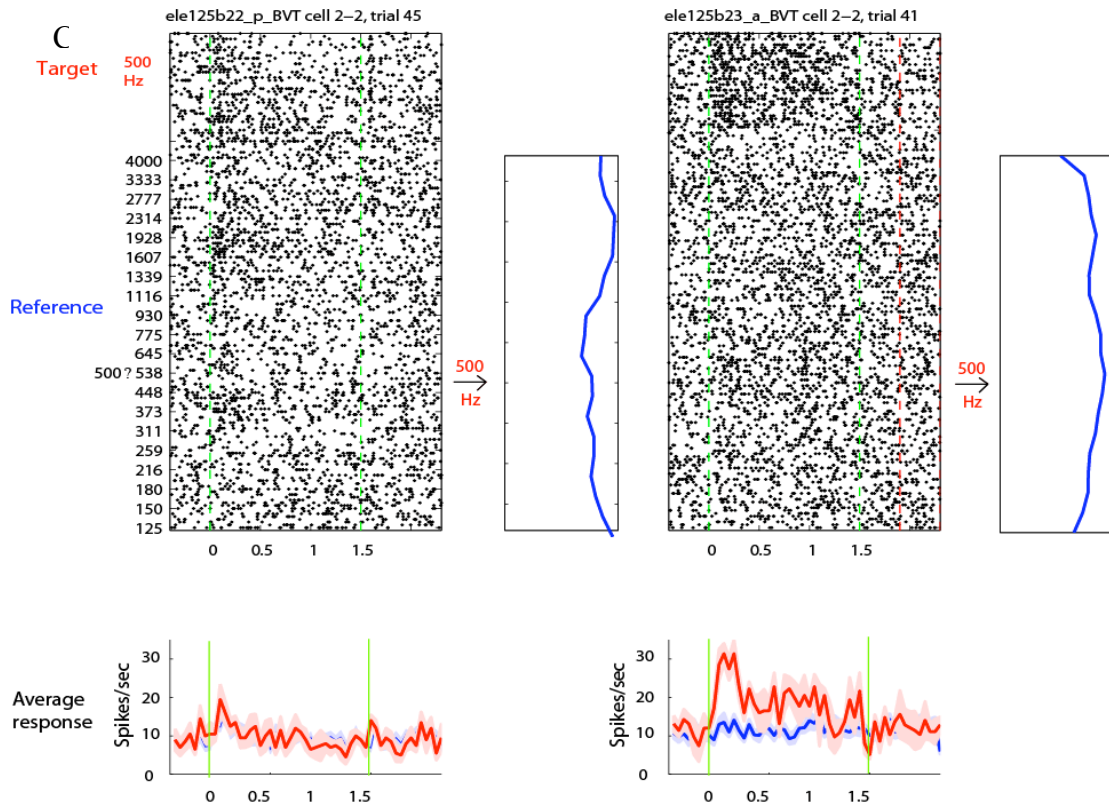 ele125b22_p_BVT cell 2−2, trial 45
ele125b23_a_BVT cell 2−2, trial 41
C
Target
500
Hz
4000
3333
2777
2314
1928
1607
1339
1116
Reference
930
775
645
500? 538
448
373
311
259
216
180
150
125
500
Hz
500
Hz
0 0.5 1 1.5
0 0.5 1 1.5
Average
response
Spikes/sec
30
20
10
0
0 0.5 1 1.5
Spikes/sec
30
20
10
0
0 0.5 1 1.5